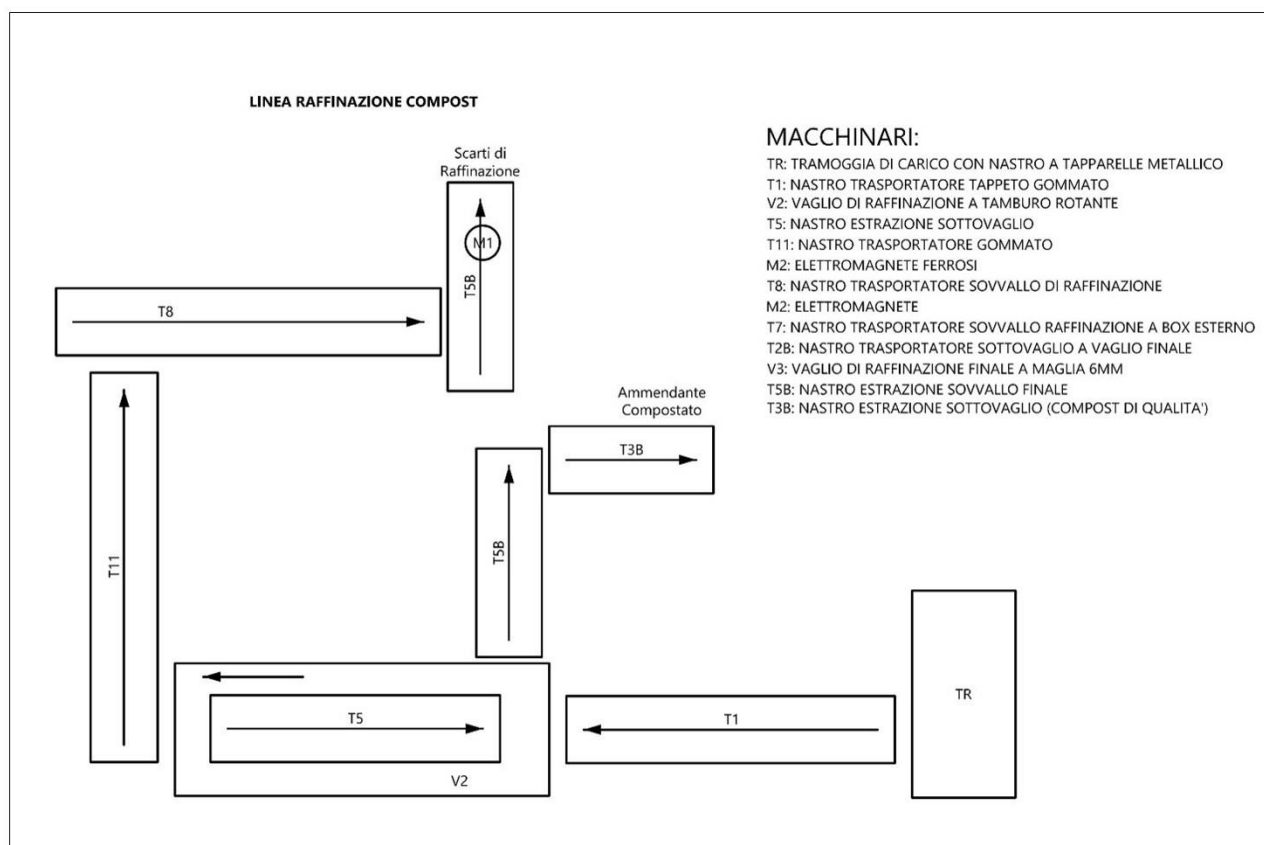 LINEA RAFFINAZIONE COMPOST
Scarti di
Raffinazione
M1
T5B
T8
T11
Ammendante
Compostato
T3B
T5B
T5
V2
T1
TR
MACCHINARI:
TR: TRAMOGGIA DI CARICO CON NASTRO A TAPPARELLE METALLICO
T1: NASTRO TRASPORTATORE TAPPETO GOMMATO
V2: VAGLIO DI RAFFINAZIONE A TAMBURO ROTANTE
T5: NASTRO ESTRAZIONE SOTTOVAGLIO
T11: NASTRO TRASPORTATORE GOMMATO
M2: ELETTROMAGNETE FERROSI
T8: NASTRO TRASPORTATORE SOVVALLO DI RAFFINAZIONE
M2: ELETTROMAGNETE
T7: NASTRO TRASPORTATORE SOVVALLO RAFFINAZIONE A BOX ESTERNO
T2B: NASTRO TRASPORTATORE SOTTOVAGLIO A VAGLIO FINALE
V3: VAGLIO DI RAFFINAZIONE FINALE A MAGLIA 6MM
T5B: NASTRO ESTRAZIONE SOVVALLO FINALE
T3B: NASTRO ESTRAZIONE SOTTOVAGLIO (COMPOST DI QUALITA')